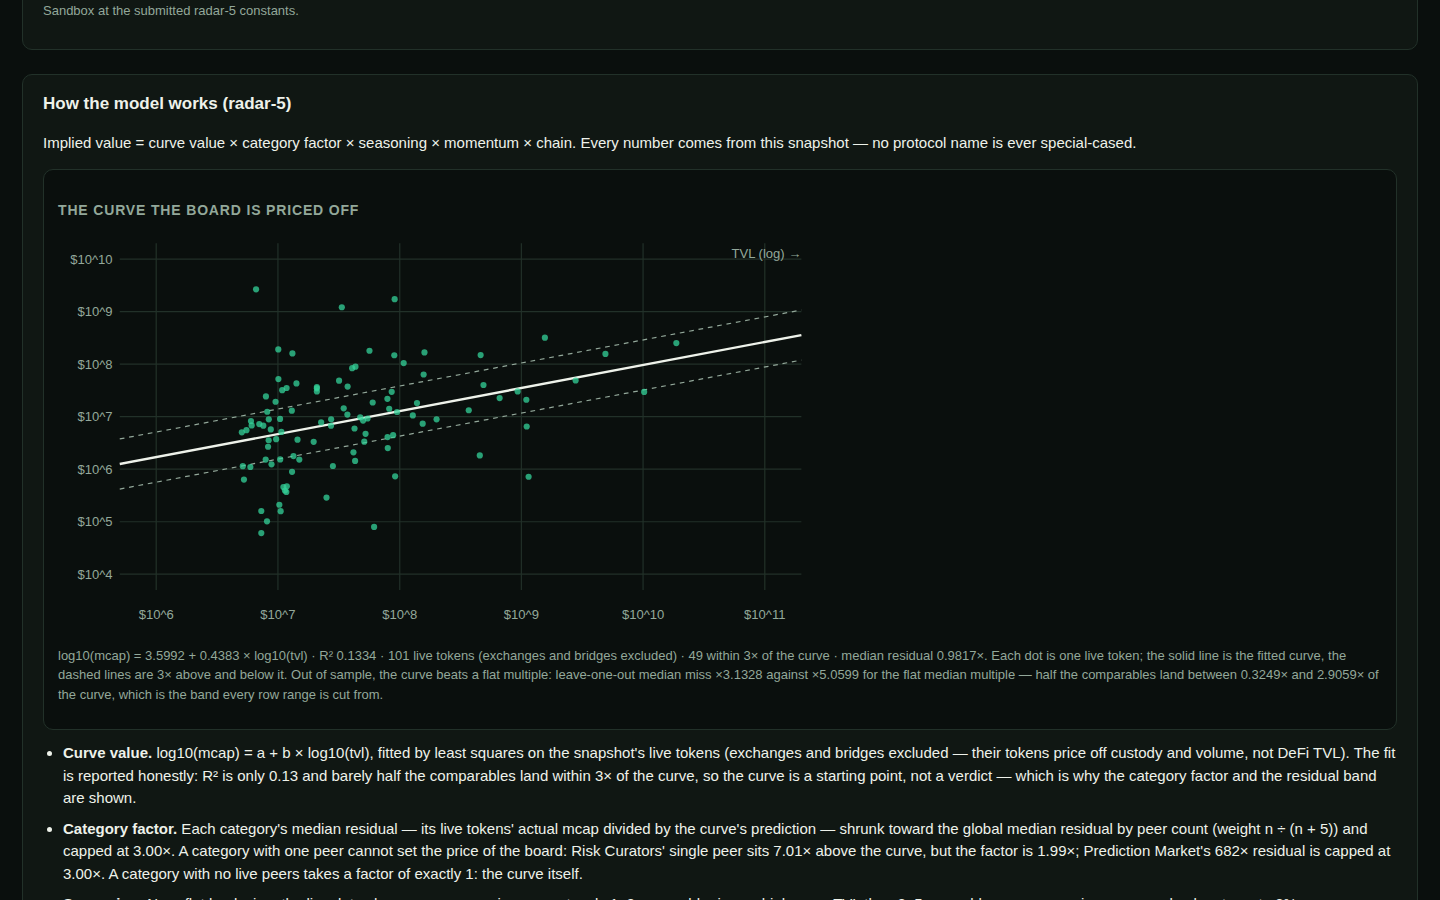 Sandbox at the submitted radar-5 constants.
How the model works (radar-5)
Implied value = curve value × category factor × seasoning × momentum × chain. Every number comes from this snapshot — no protocol name is ever special-cased.
THE CURVE THE BOARD IS PRICED OFF
TVL (log) →
$10^10
$10^9
$10^8
$10^7
$10^6
$10^5
$10^4
$10^6 $10^7 $10^8 $10^9 $10^10 $10^11
log10(mcap) = 3.5992 + 0.4383 × log10(tvl) · R² 0.1334 · 101 live tokens (exchanges and bridges excluded) · 49 within 3× of the curve · median residual 0.9817×. Each dot is one live token; the solid line is the fitted curve, the
dashed lines are 3× above and below it. Out of sample, the curve beats a flat multiple: leave-one-out median miss ×3.1328 against ×5.0599 for the flat median multiple — half the comparables land between 0.3249× and 2.9059× of
the curve, which is the band every row range is cut from.
• Curve value. log10(mcap) = a + b × log10(tvl), fitted by least squares on the snapshot's live tokens (exchanges and bridges excluded — their tokens price off custody and volume, not DeFi TVL). The fit
is reported honestly: R² is only 0.13 and barely half the comparables land within 3× of the curve, so the curve is a starting point, not a verdict — which is why the category factor and the residual band
are shown.
• Category factor. Each category's median residual — its live tokens' actual mcap divided by the curve's prediction — shrunk toward the global median residual by peer count (weight n ÷ (n + 5)) and
capped at 3.00×. A category with one peer cannot set the price of the board: Risk Curators' single peer sits 7.01× above the curve, but the factor is 1.99×; Prediction Market's 682× residual is capped at
3.00×. A category with no live peers takes a factor of exactly 1: the curve itself.